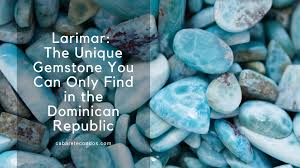 Larimar:
The Unique
Gemstone You
Can Only Find
in the
Dominican
Republic
cabaretecondos.com